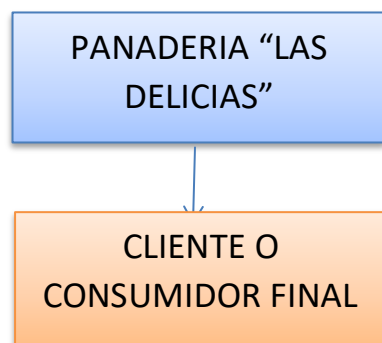 PANADERIA “LAS
DELICIAS”
CLIENTE O
CONSUMIDOR FINAL